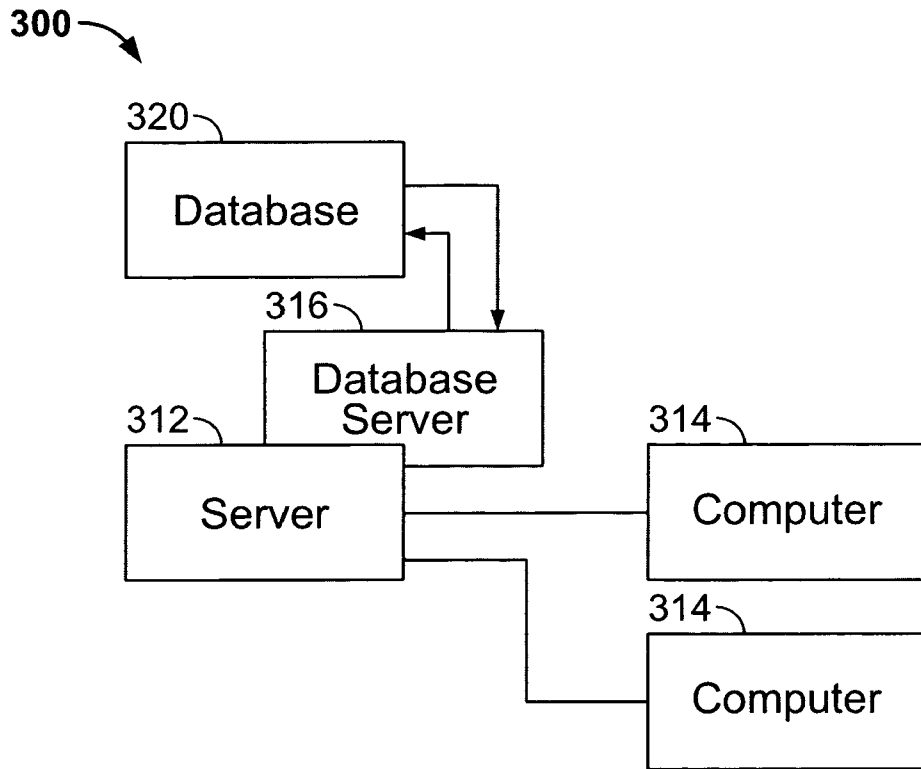 300
320
Database
316
Database
Server
312
Server
314
Computer
314
Computer